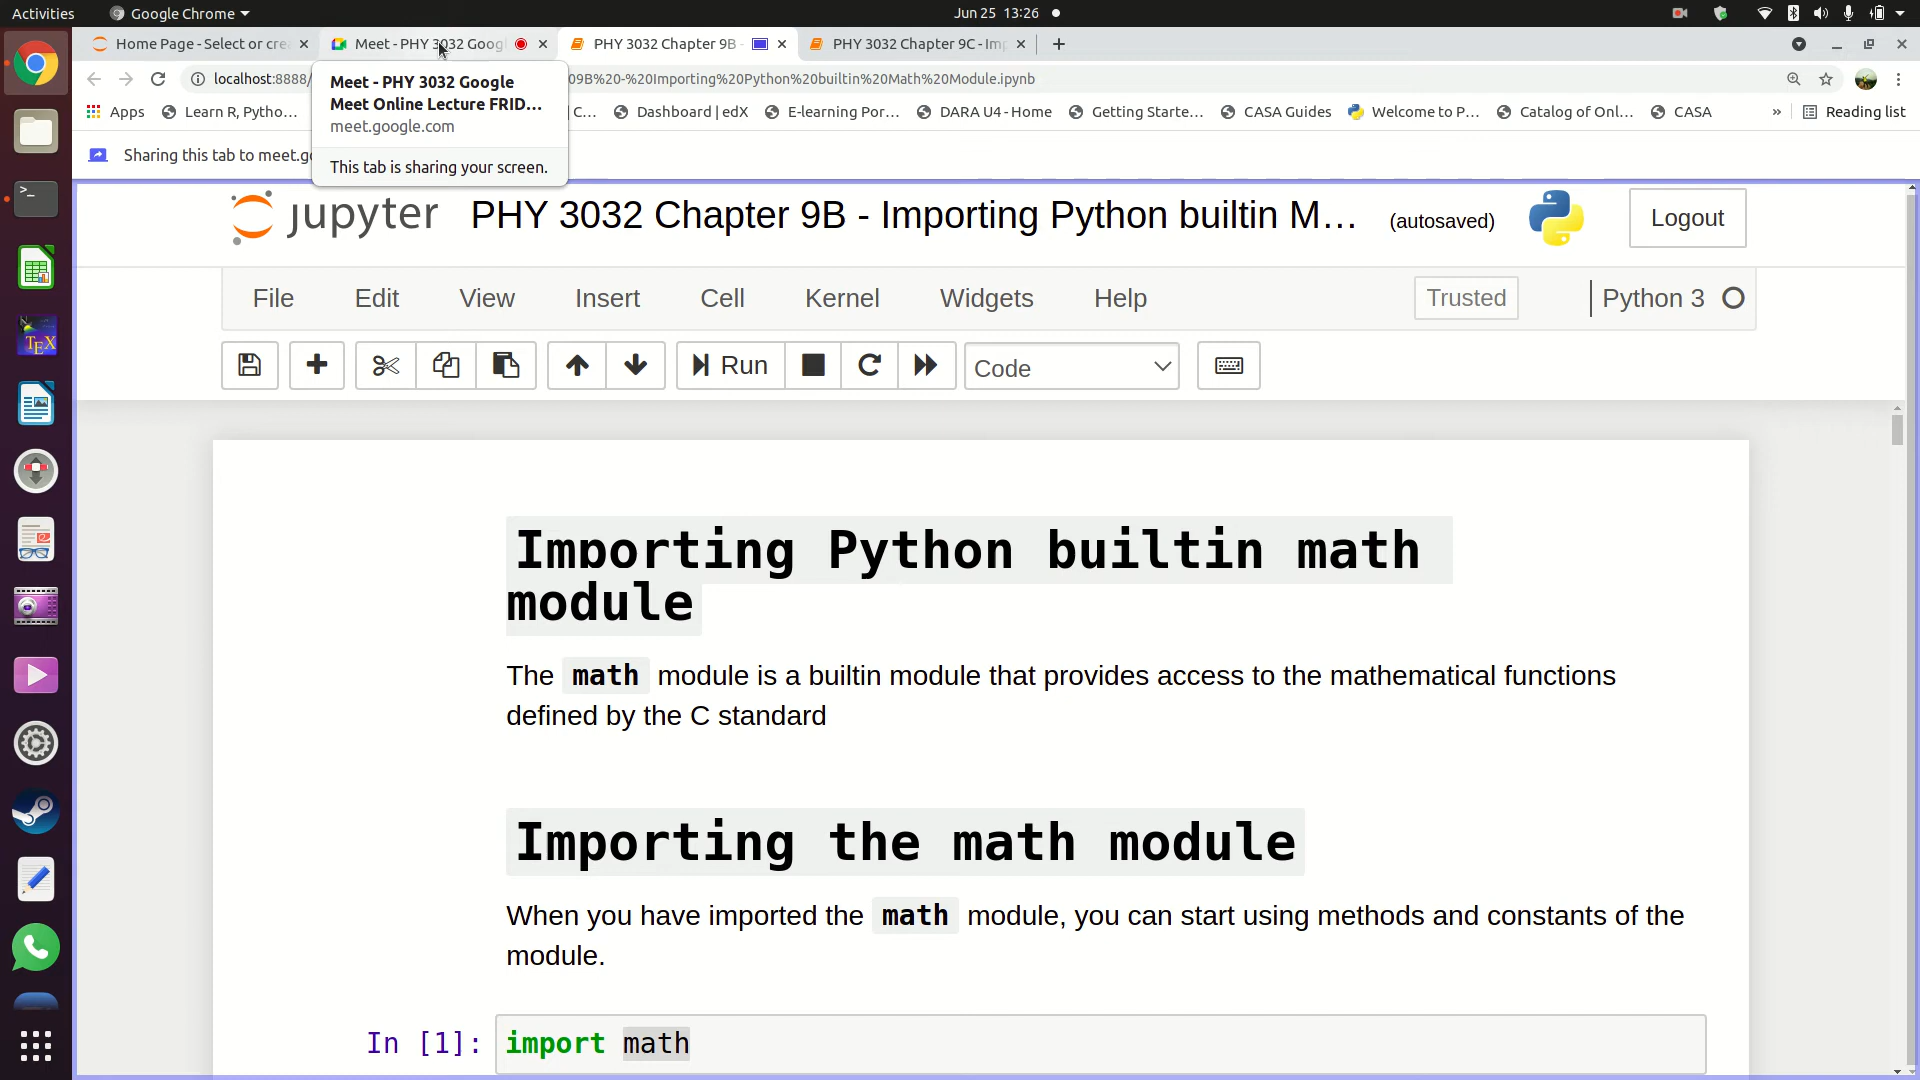 Activities
Google Chrome
Jun 25 13:26
Home Page - Select or cre
Meet - PHY 3032 Goog
PHY 3032 Chapter 9B -
PHY 3032 Chapter 9C - Im
localhost:8888/
09B%20-%20Importing%20Python%20builtin%20Math%20Module.ipynb
Meet - PHY 3032 Google
Meet Online Lecture FRID...
meet.google.com
This tab is sharing your screen.
Apps
Learn R, Pytho...
C...
Dashboard | edX
E-learning Por...
DARA U4 - Home
Getting Starte...
CASA Guides
Welcome to P...
Catalog of Onl...
CASA
»
Reading list
Sharing this tab to meet.go
jupyter
PHY 3032 Chapter 9B - Importing Python builtin M...
(autosaved)
Logout
File
Edit
View
Insert
Cell
Kernel
Widgets
Help
Trusted
Python 3
Run
Code
Importing Python builtin math
module
The math module is a builtin module that provides access to the mathematical functions
defined by the C standard
Importing the math module
When you have imported the math module, you can start using methods and constants of the
module.
In [1]: import math